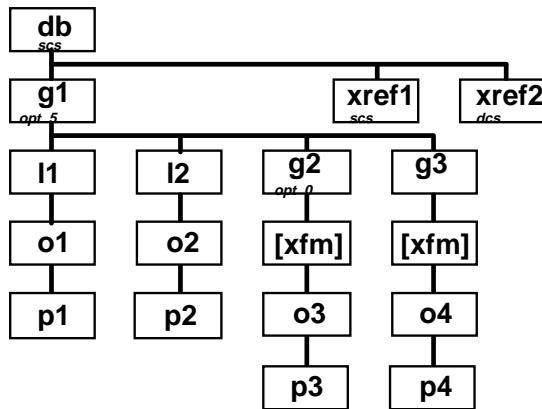 db
scs
g1
opt_5
xref1
scs
xref2
dcs
l1
l2
g2
opt_0
g3
o1
o2
[xfm]
[xfm]
p1
p2
o3
o4
p3
p4